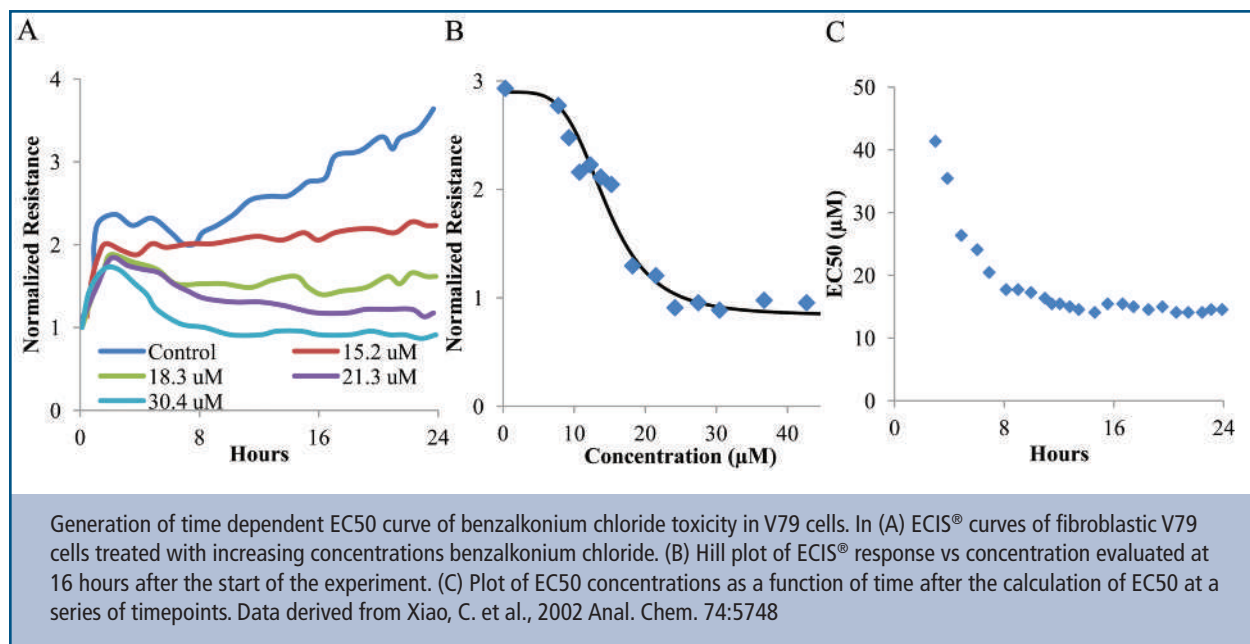 A
B
C
Normalized Resistance
4
3
2
1
0
Control
15.2 uM
18.3 uM
21.3 uM
30.4 uM
0
8
16
24
Hours
Normalized Resistance
3
2
1
0
0
10
20
30
40
Concentration (µM)
EC50 (µM)
50
40
30
20
10
0
0
8
16
24
Hours
Generation of time dependent EC50 curve of benzalkonium chloride toxicity in V79 cells. In (A) ECIS® curves of fibroblastic V79
cells treated with increasing concentrations benzalkonium chloride. (B) Hill plot of ECIS® response vs concentration evaluated at
16 hours after the start of the experiment. (C) Plot of EC50 concentrations as a function of time after the calculation of EC50 at a
series of timepoints. Data derived from Xiao, C. et al., 2002 Anal. Chem. 74:5748